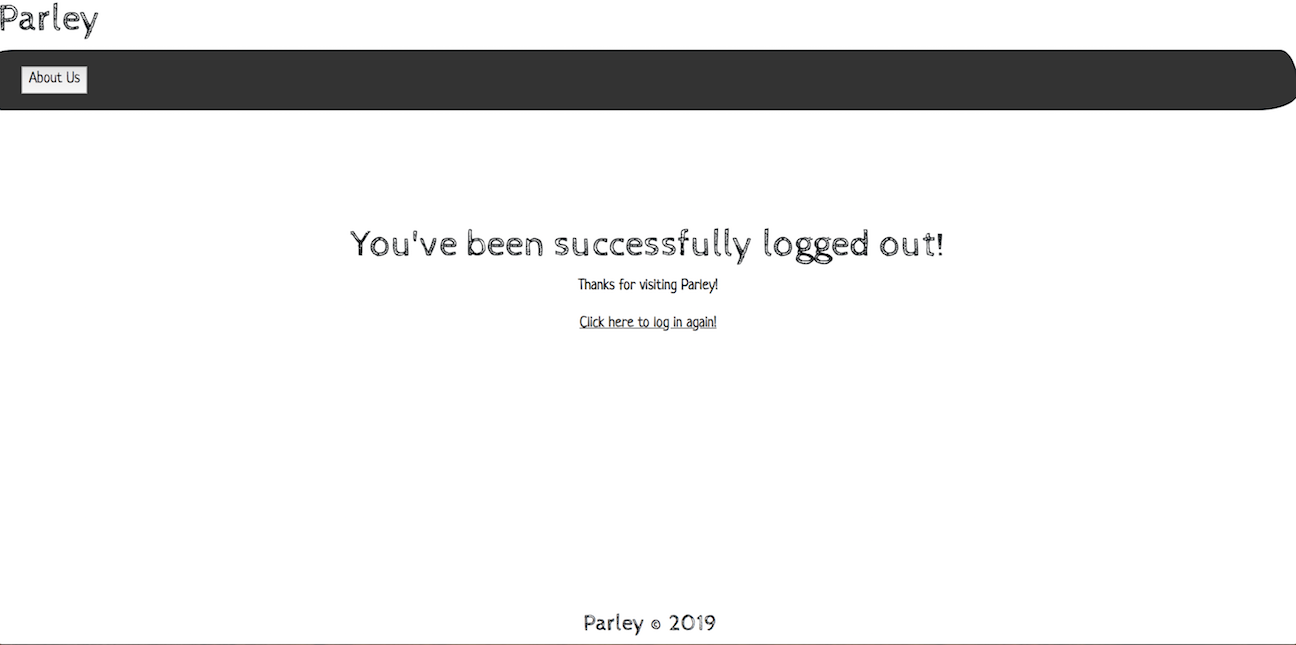 Parley
About Us
You've been successfully logged out!
Thanks for visiting Parley!
Click here to log in again!
Parley © 2019